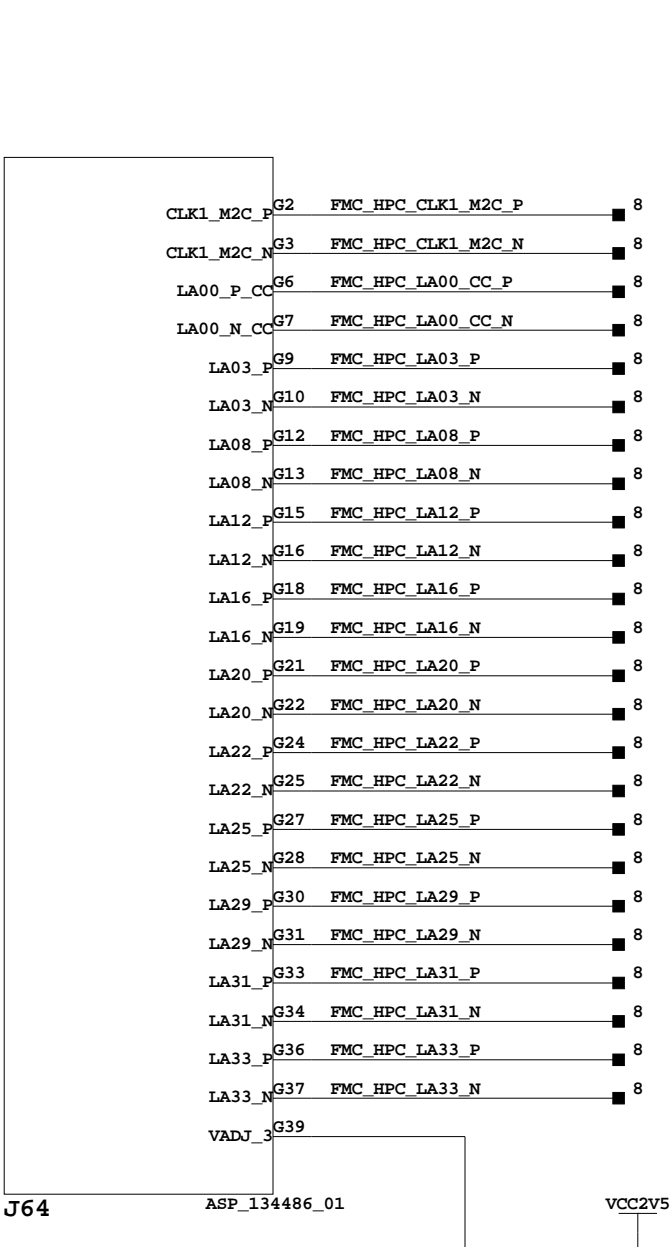 CLK1_M2C_P G2 FMC_HPC_CLK1_M2C_P 8
CLK1_M2C_N G3 FMC_HPC_CLK1_M2C_N 8
LA00_P_CC G6 FMC_HPC_LA00_CC_P 8
LA00_N_CC G7 FMC_HPC_LA00_CC_N 8
LA03_P G9 FMC_HPC_LA03_P 8
LA03_N G10 FMC_HPC_LA03_N 8
LA08_P G12 FMC_HPC_LA08_P 8
LA08_N G13 FMC_HPC_LA08_N 8
LA12_P G15 FMC_HPC_LA12_P 8
LA12_N G16 FMC_HPC_LA12_N 8
LA16_P G18 FMC_HPC_LA16_P 8
LA16_N G19 FMC_HPC_LA16_N 8
LA20_P G21 FMC_HPC_LA20_P 8
LA20_N G22 FMC_HPC_LA20_N 8
LA22_P G24 FMC_HPC_LA22_P 8
LA22_N G25 FMC_HPC_LA22_N 8
LA25_P G27 FMC_HPC_LA25_P 8
LA25_N G28 FMC_HPC_LA25_N 8
LA29_P G30 FMC_HPC_LA29_P 8
LA29_N G31 FMC_HPC_LA29_N 8
LA31_P G33 FMC_HPC_LA31_P 8
LA31_N G34 FMC_HPC_LA31_N 8
LA33_P G36 FMC_HPC_LA33_P 8
LA33_N G37 FMC_HPC_LA33_N 8
VADJ_3 G39
J64 ASP_134486_01 VCC2V5